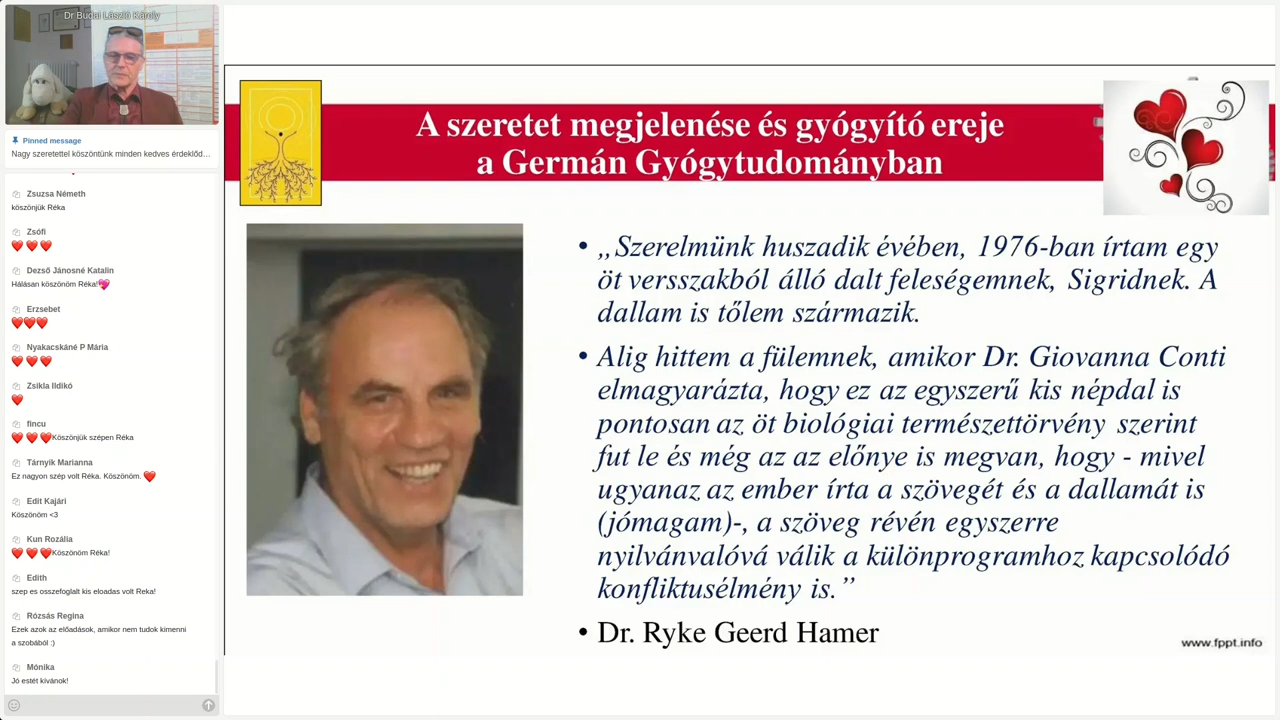 Dr Budai László Károly
Pinned message
Nagy szeretettel köszöntünk minden kedves érdeklőd…
Zsuzsa Németh
köszönjük Réka
Zsófi
❤️ ❤️ ❤️
Dezső Jánosné Katalin
Hálásan köszönöm Réka!💖
Erzsebet
❤️❤️❤️
Nyakacskáné P Mária
❤️ ❤️ ❤️
Zsikla Ildikó
❤️
fincu
❤️ ❤️ ❤️Köszönjük szépen Réka
Tárnyik Marianna
Ez nagyon szép volt Réka. Köszönöm. ❤️
Edit Kajári
Köszönöm <3
Kun Rozália
❤️ ❤️ ❤️Köszönöm Réka!
Edith
szep es osszefoglalt kis eloadas volt Reka!
Rózsás Regina
Ezek azok az előadások, amikor nem tudok kimenni
a szobából :)
Mónika
Jó estét kívánok!
A szeretet megjelenése és gyógyító ereje
a Germán Gyógytudományban
• „Szerelmünk huszadik évében, 1976-ban írtam egy
öt versszakból álló dalt feleségemnek, Sigridnek. A
dallam is tőlem származik.
• Alig hittem a fülemnek, amikor Dr. Giovanna Conti
elmagyarázta, hogy ez az egyszerű kis népdal is
pontosan az öt biológiai természettörvény szerint
fut le és még az az előnye is megvan, hogy - mivel
ugyanaz az ember írta a szövegét és a dallamát is
(jómagam)-, a szöveg révén egyszerre
nyilvánvalóvá válik a különprogramhoz kapcsolódó
konfliktusélmény is.”
• Dr. Ryke Geerd Hamer
www.fppt.info